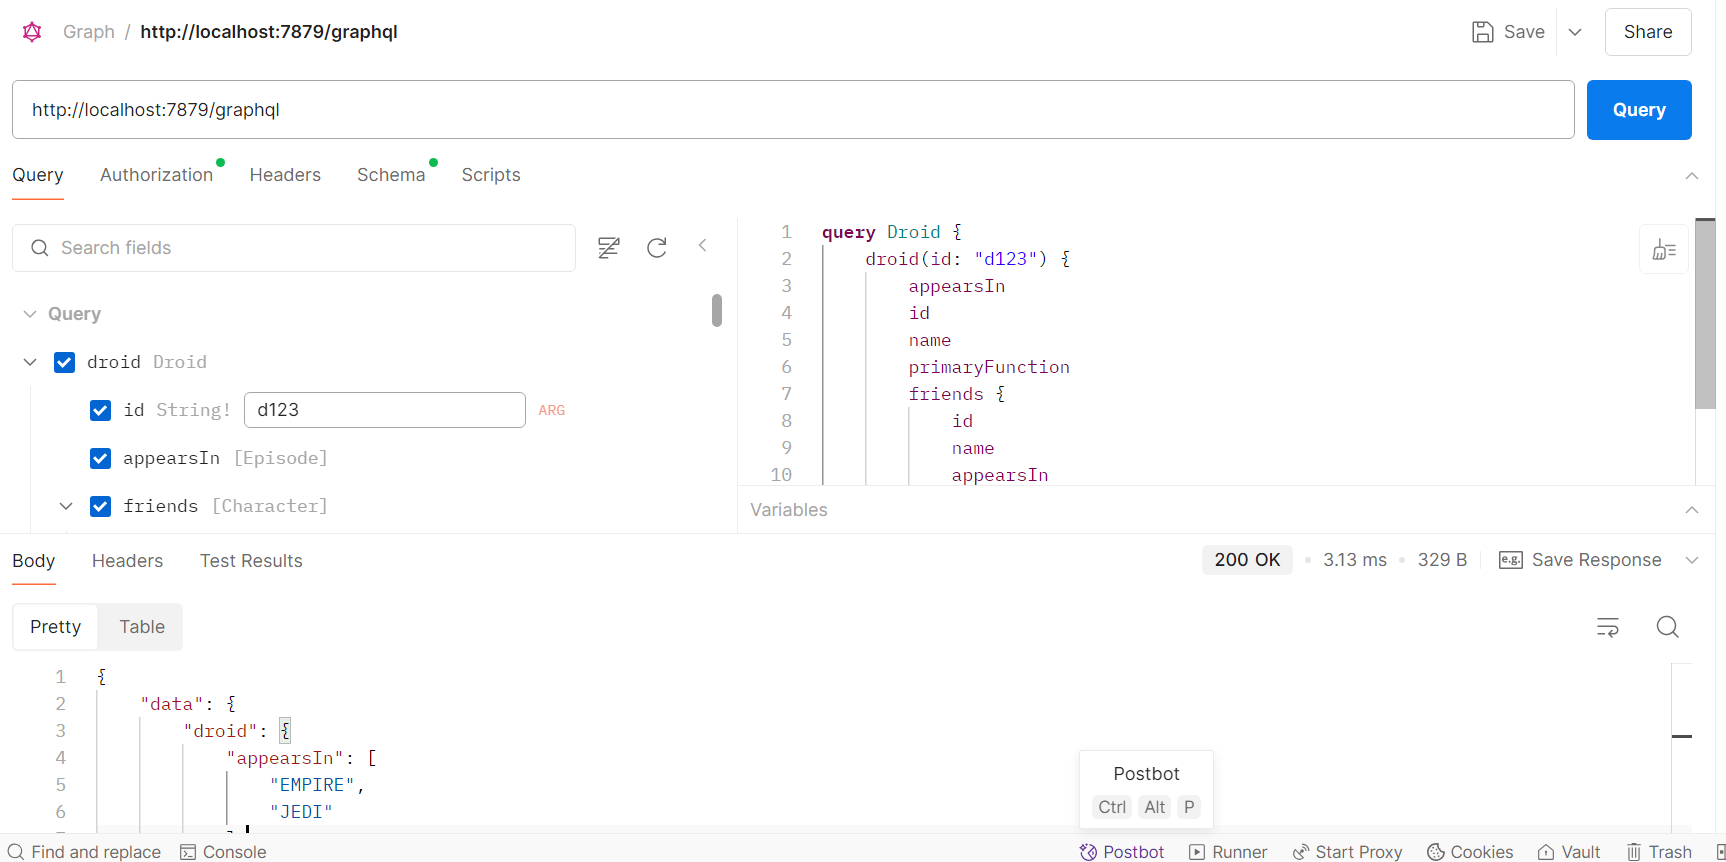 Graph / http://localhost:7879/graphql
Save
Share
http://localhost:7879/graphql
Query
Query Authorization Headers Schema Scripts
Search fields
Query
droid Droid
id String! d123 ARG
appearsIn [Episode]
friends [Character]
1 query Droid {
2 droid(id: "d123") {
3 appearsIn
4 id
5 name
6 primaryFunction
7 friends {
8 id
9 name
10 appearsIn
Variables
Body Headers Test Results
200 OK • 3.13 ms • 329 B
e.g. Save Response
Pretty Table
1 {
2 "data": {
3 "droid": {
4 "appearsIn": [
5 "EMPIRE",
6 "JEDI"
Postbot
Ctrl Alt P
Find and replace Console Postbot Runner Start Proxy Cookies Vault Trash